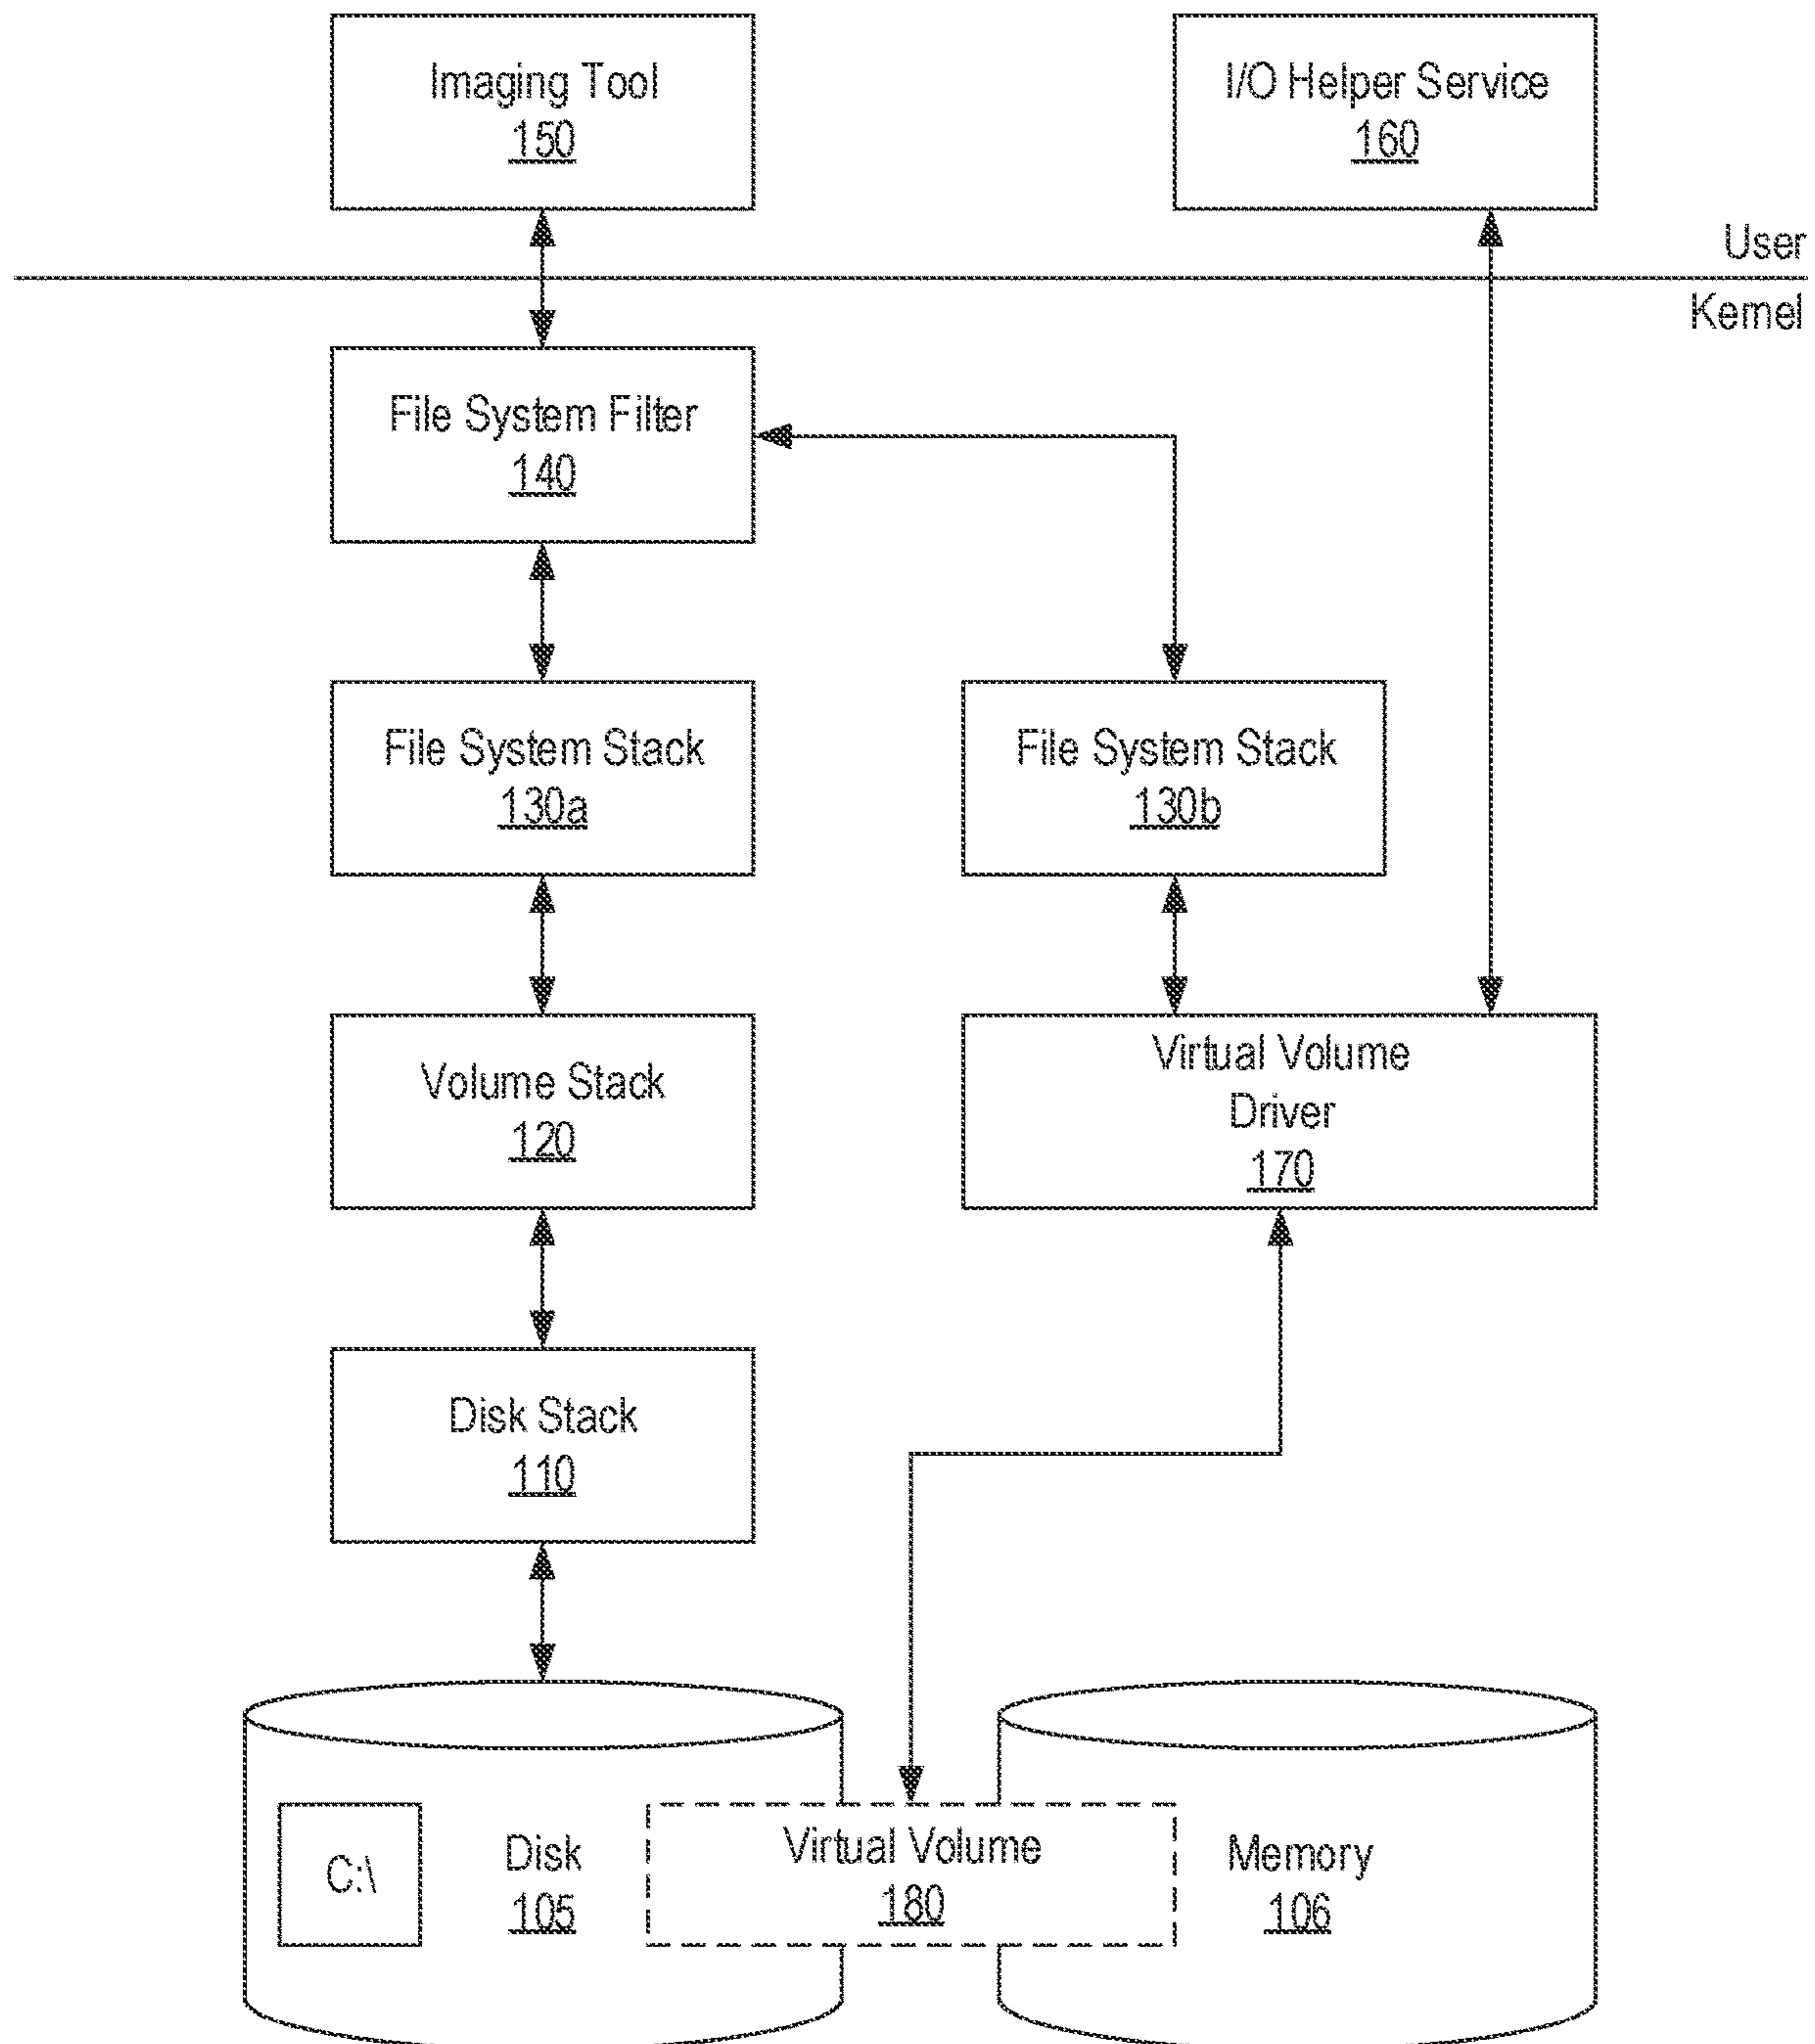 Imaging Tool
150
I/O Helper Service
160
User
Kernel
File System Filter
140
File System Stack
130a
File System Stack
130b
Volume Stack
120
Virtual Volume
Driver
170
Disk Stack
110
C:\
Disk
105
Virtual Volume
180
Memory
106